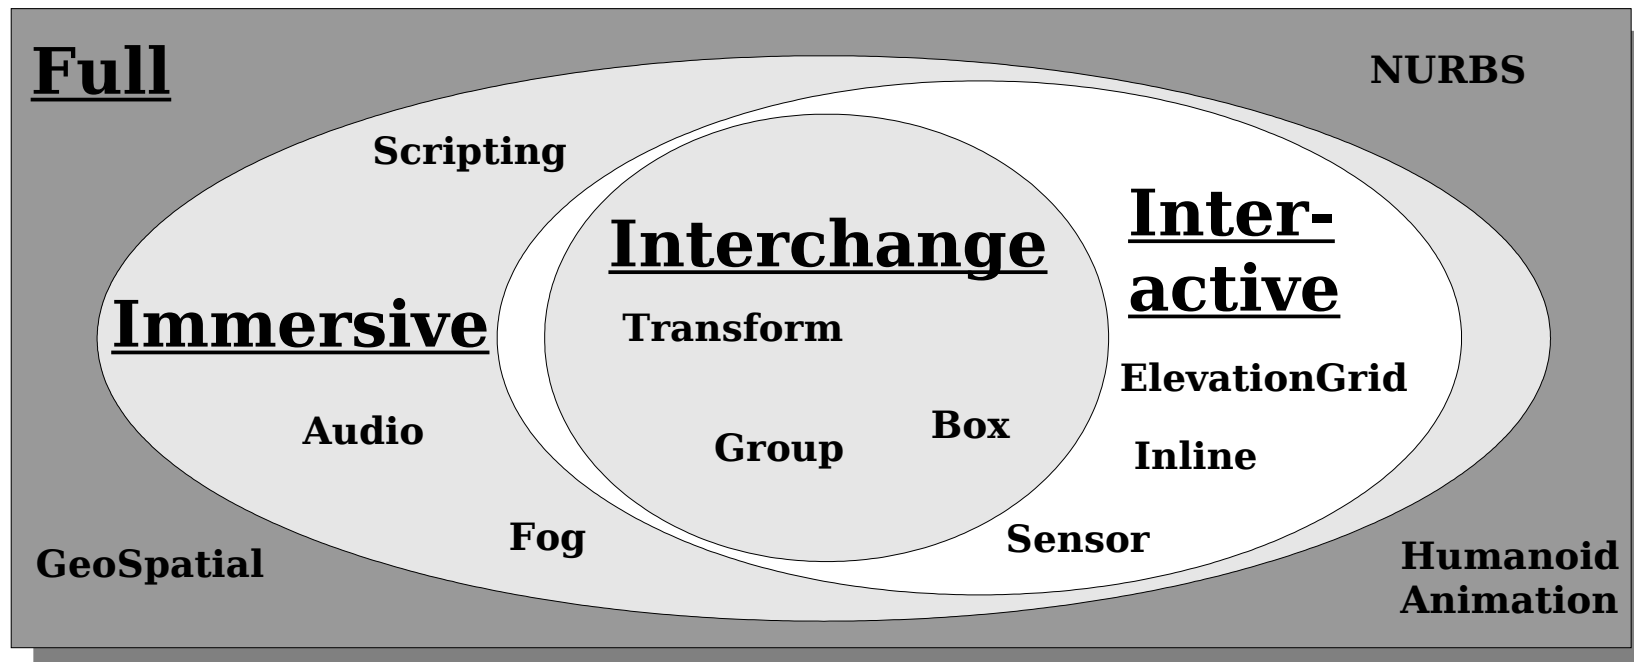 Full
NURBS
Scripting
Inter-
active
Interchange
Immersive
Transform
ElevationGrid
Audio
Box
Group
Inline
Fog
Sensor
GeoSpatial
Humanoid
Animation